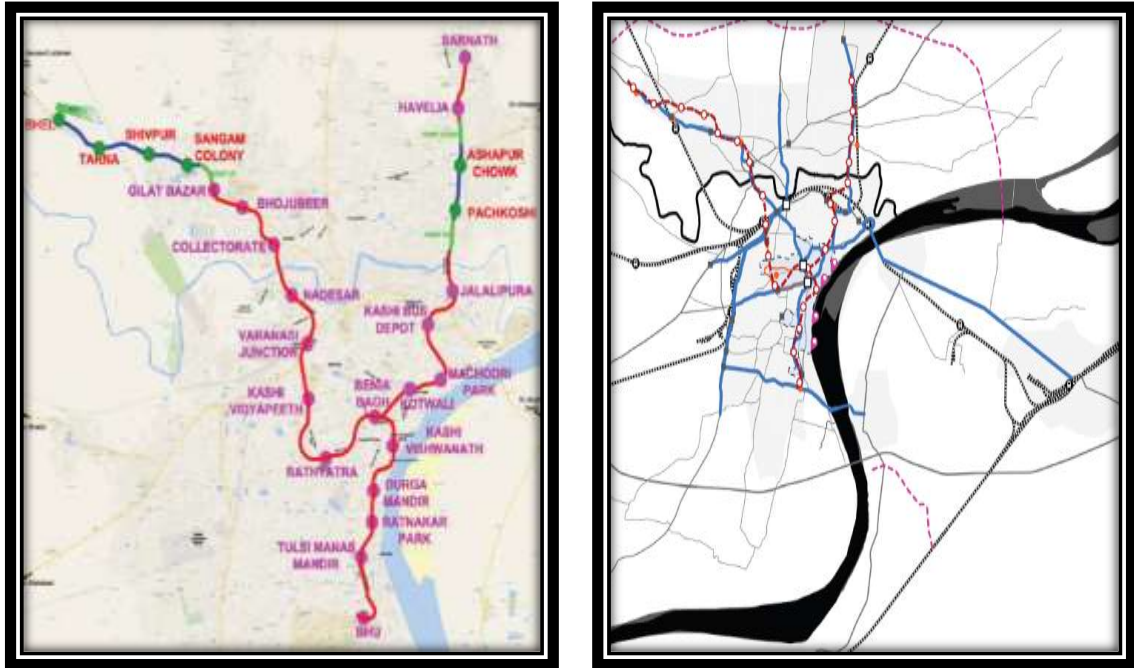 SARNATH
HAVELIA
BHEL
TARNA
SHIVPUR
SANGAM
COLONY
ASHAPUR
CHOWK
GILAT BAZAR
BHOJUBEER
PACHKOSHI
COLLECTORATE
NADESAR
JALALIPURA
KASHI BUS
DEPOT
VARANASI
JUNCTION
MACHODRI
PARK
KASHI
VIDYAPEETH
BENIA
BAGH
KOTWALI
KASHI
VISHWANATH
RATHYATRA
DURGA
MANDIR
RATNAKAR
PARK
TULSI MANAS
MANDIR
BHU